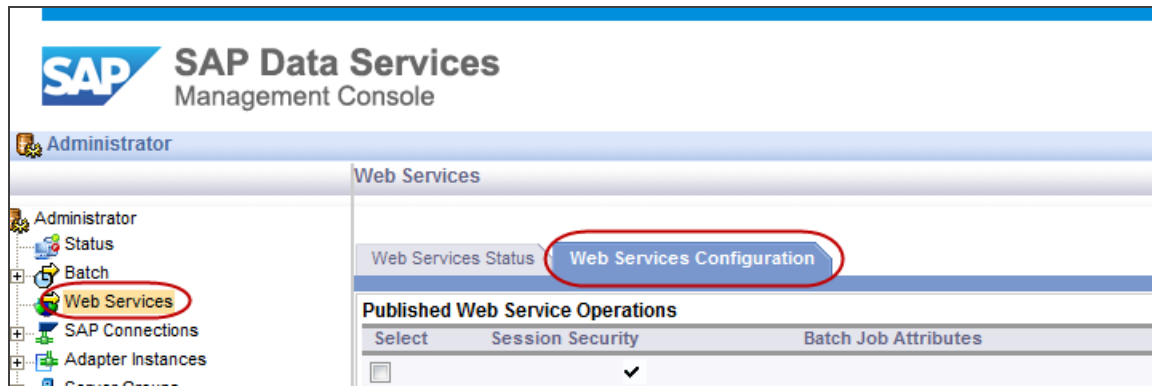 SAP
SAP Data Services
Management Console
Administrator
Web Services
Administrator
Status
Batch
Web Services
SAP Connections
Adapter Instances
Web Services Status
Web Services Configuration
Published Web Service Operations
Select Session Security Batch Job Attributes